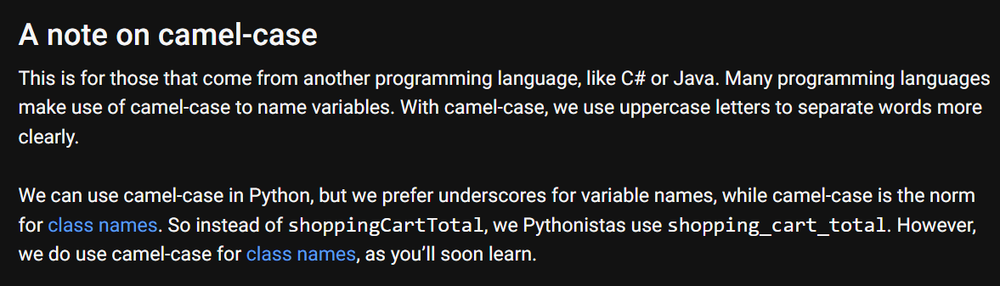 A note on camel-case
This is for those that come from another programming language, like C# or Java. Many programming languages
make use of camel-case to name variables. With camel-case, we use uppercase letters to separate words more
clearly.
We can use camel-case in Python, but we prefer underscores for variable names, while camel-case is the norm
for class names. So instead of shoppingCartTotal, we Pythonistas use shopping_cart_total. However,
we do use camel-case for class names, as you’ll soon learn.